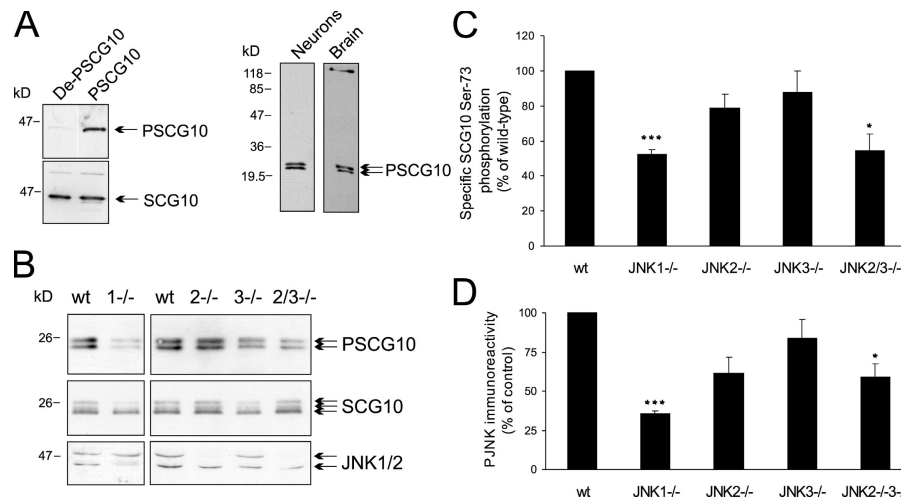 A
De-PSCG10
PSCG10
kD
47–
PSCG10
47–
SCG10
kD
Neurons
Brain
118–
85–
47–
36–
19.5–
PSCG10
B
kD
wt 1-/- wt 2-/- 3-/- 2/3-/-
26–
PSCG10
26–
SCG10
47–
JNK1/2
C
Specific SCG10 Ser-73
phosphorylation
(% of wild-type)
120
100
80
60
40
20
0
***
*
wt JNK1-/- JNK2-/- JNK3-/- JNK2/3-/-
D
PJNK immunoreactivity
(% of control)
100
75
50
25
0
***
*
wt JNK1-/- JNK2-/- JNK3-/- JNK2-/-3-/-